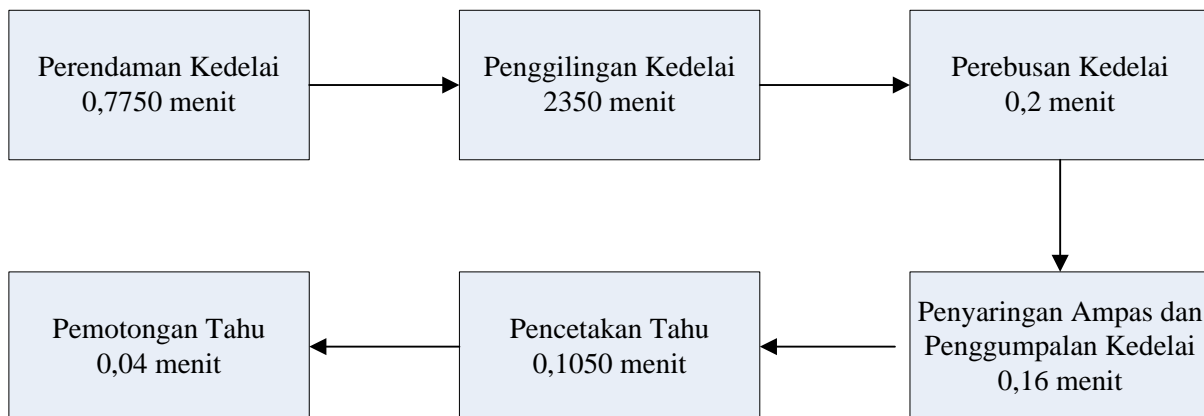 Perendaman Kedelai
0,7750 menit
Penggilingan Kedelai
2350 menit
Perebusan Kedelai
0,2 menit
Penyaringan Ampas dan
Penggumpalan Kedelai
0,16 menit
Pencetakan Tahu
0,1050 menit
Pemotongan Tahu
0,04 menit